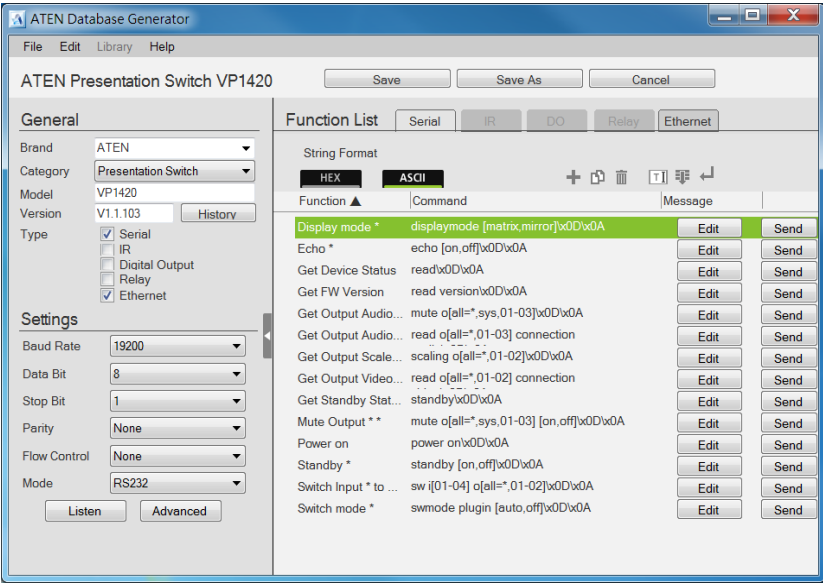 ATEN Database Generator
File Edit Library Help
ATEN Presentation Switch VP1420
Save Save As Cancel
General
Brand ATEN
Category Presentation Switch
Model VP1420
Version V1.1.103 History
Type Serial
IR
Digital Output
Relay
Ethernet
Settings
Baud Rate 19200
Data Bit 8
Stop Bit 1
Parity None
Flow Control None
Mode RS232
Listen Advanced
Function List Serial IR DO Relay Ethernet
String Format
HEX ASCII
Function ▲ Command Message
Display mode * displaymode [matrix,mirror]\x0D\x0A Edit Send
Echo * echo [on,off]\x0D\x0A Edit Send
Get Device Status read\x0D\x0A Edit Send
Get FW Version read version\x0D\x0A Edit Send
Get Output Audio... mute o[all=*,sys,01-03]\x0D\x0A Edit Send
Get Output Audio... read o[all=*,01-03] connection Edit Send
Get Output Scale... scaling o[all=*,01-02]\x0D\x0A Edit Send
Get Output Video... read o[all=*,01-02] connection Edit Send
Get Standby Stat... standby\x0D\x0A Edit Send
Mute Output * * mute o[all=*,sys,01-03] [on,off]\x0D\x0A Edit Send
Power on power on\x0D\x0A Edit Send
Standby * standby [on,off]\x0D\x0A Edit Send
Switch Input * to ... sw i[01-04] o[all=*,01-02]\x0D\x0A Edit Send
Switch mode * swmode plugin [auto,off]\x0D\x0A Edit Send